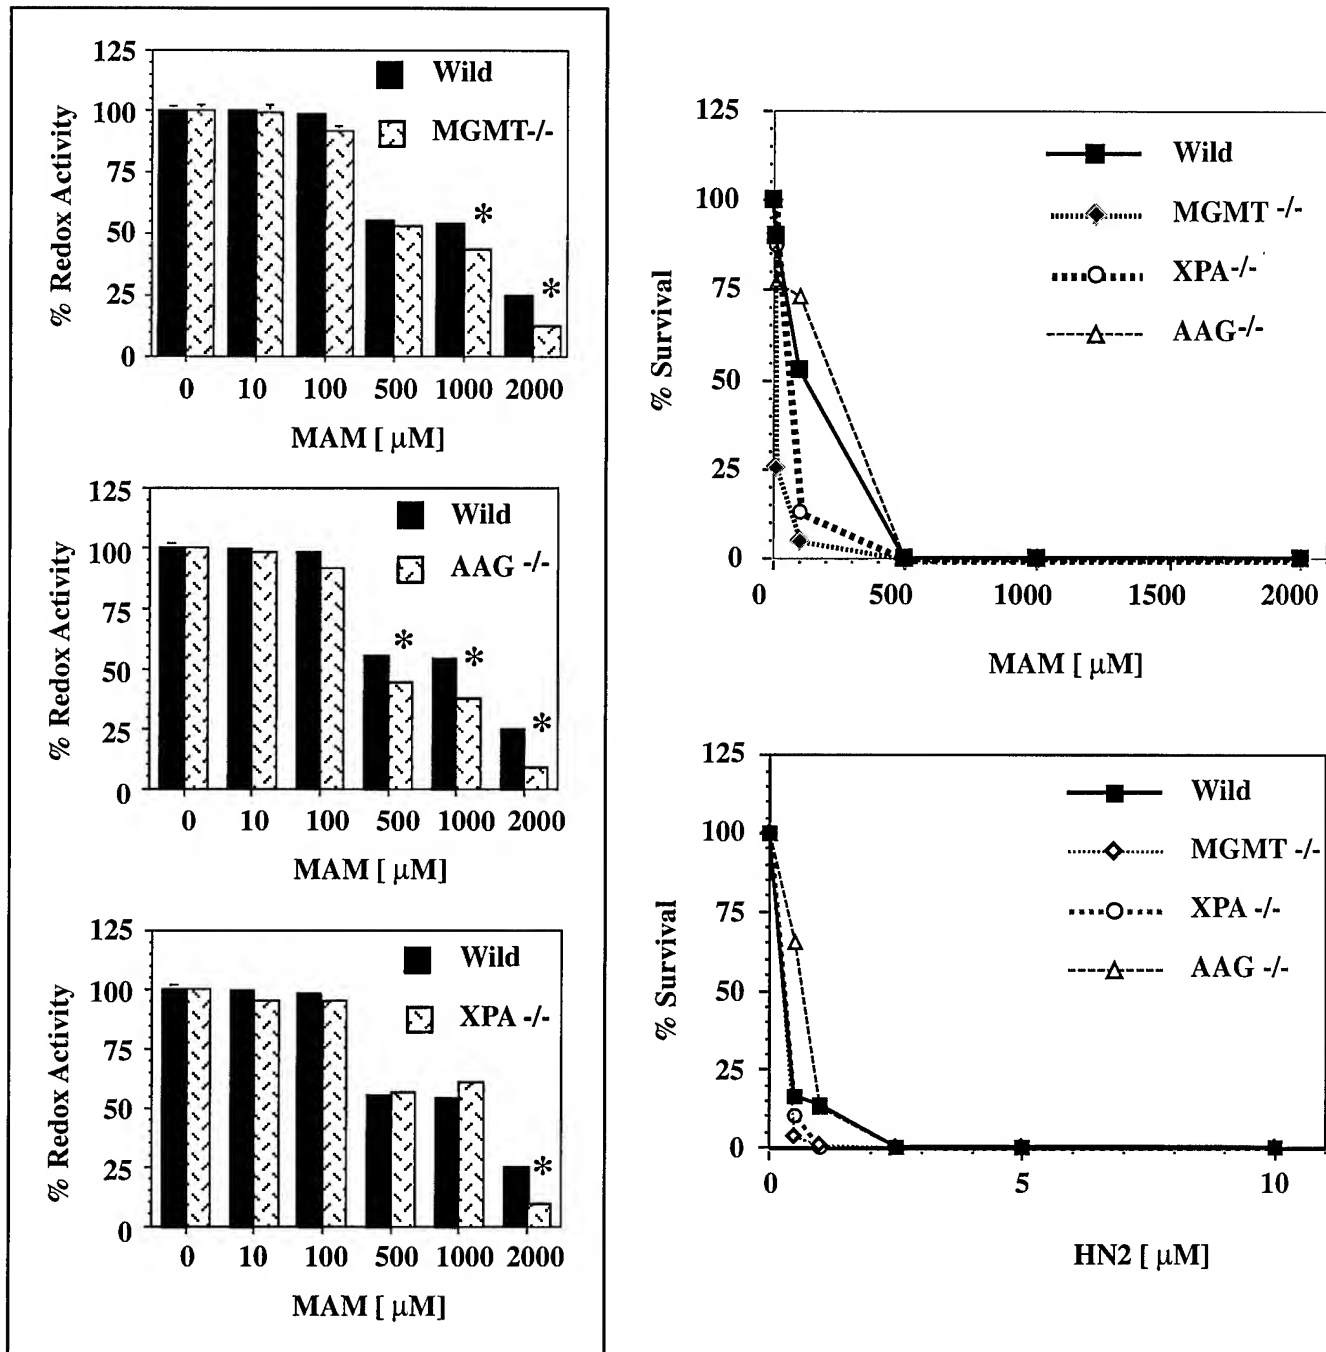 125
100
75
50
25
0
% Redox Activity
Wild
MGMT-/-
*
*
0 10 100 500 1000 2000
MAM [ µM]
125
100
75
50
25
0
% Redox Activity
Wild
AAG -/-
*
*
*
0 10 100 500 1000 2000
MAM [ µM]
125
100
75
50
25
0
% Redox Activity
Wild
XPA -/-
*
0 10 100 500 1000 2000
MAM [ µM]
125
100
75
50
25
0
% Survival
Wild
MGMT -/-
XPA-/-
AAG-/-
0 500 1000 1500 2000
MAM [ µM]
125
100
75
50
25
0
% Survival
Wild
MGMT -/-
XPA -/-
AAG -/-
0 5 10
HN2 [ µM]